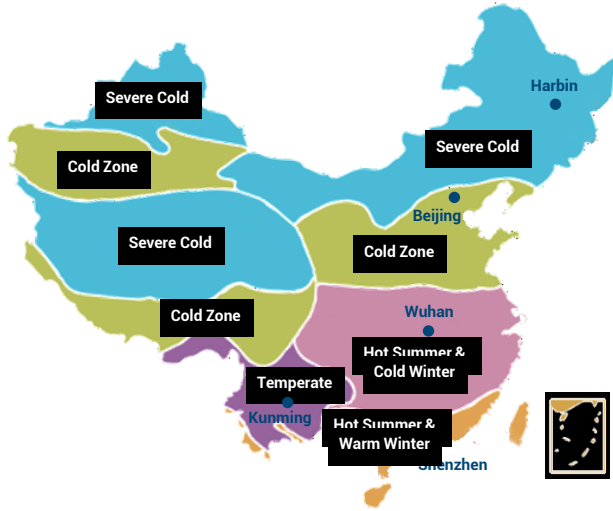 Severe Cold
Harbin
Severe Cold
Cold Zone
Beijing
Severe Cold
Cold Zone
Cold Zone
Wuhan
Hot Summer &
Cold Winter
Temperate
Kunming
Hot Summer &
Warm Winter
Shenzhen